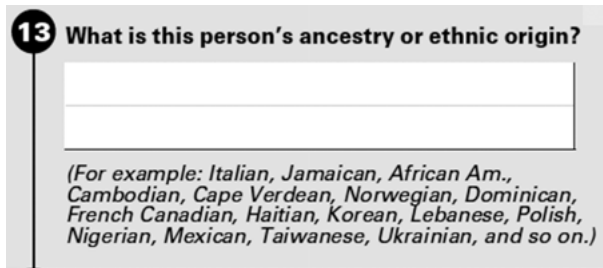 13 What is this person's ancestry or ethnic origin?
(For example: Italian, Jamaican, African Am.,
Cambodian, Cape Verdean, Norwegian, Dominican,
French Canadian, Haitian, Korean, Lebanese, Polish,
Nigerian, Mexican, Taiwanese, Ukrainian, and so on.)